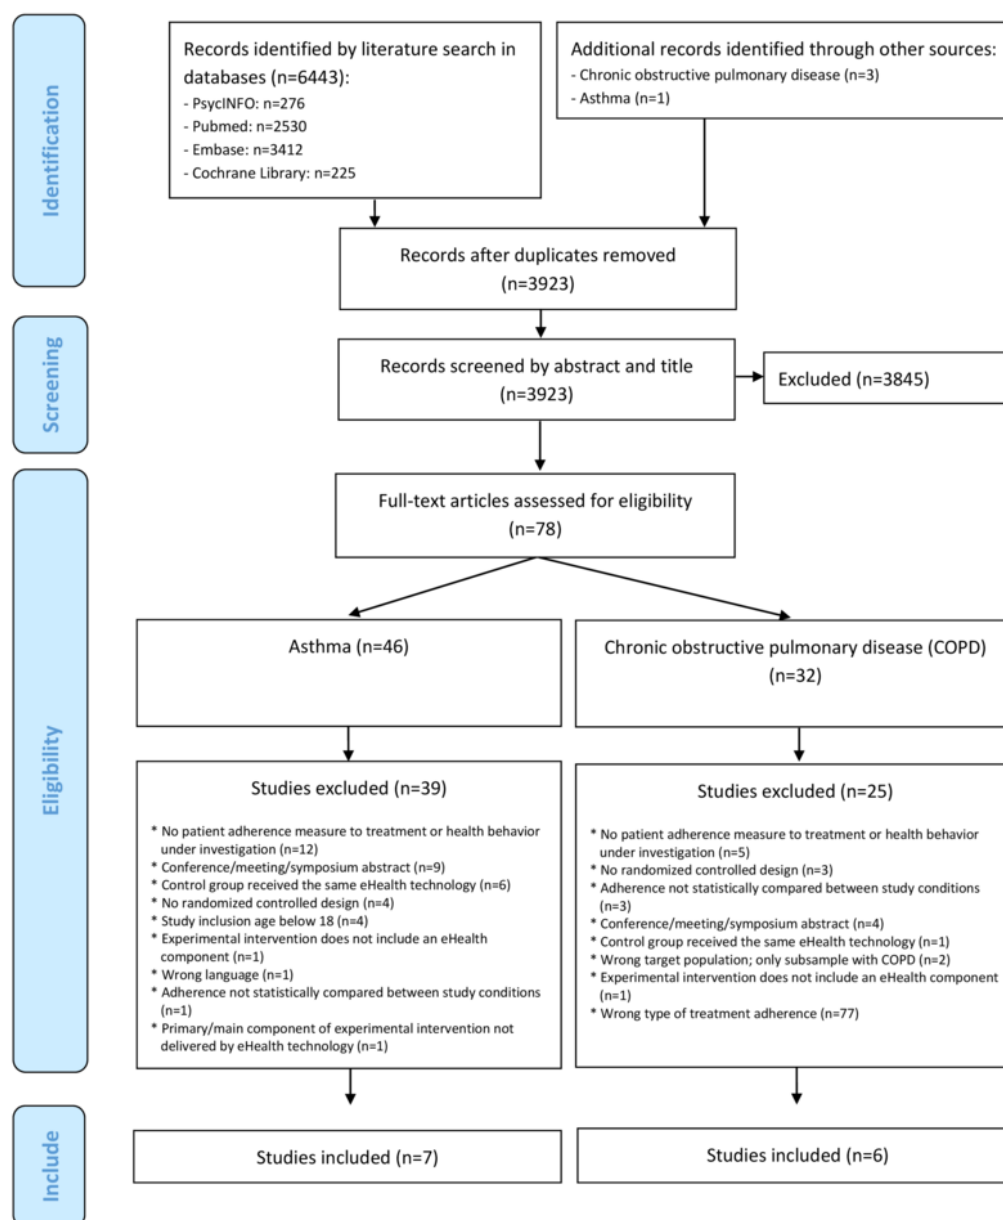 Identification
Records identified by literature search in
databases (n=6443):
- PsycINFO: n=276
- Pubmed: n=2530
- Embase: n=3412
- Cochrane Library: n=225
Additional records identified through other sources:
- Chronic obstructive pulmonary disease (n=3)
- Asthma (n=1)
Records after duplicates removed
(n=3923)
Screening
Records screened by abstract and title
(n=3923)
Excluded (n=3845)
Eligibility
Full-text articles assessed for eligibility
(n=78)
Asthma (n=46)
Chronic obstructive pulmonary disease (COPD)
(n=32)
Studies excluded (n=39)
* No patient adherence measure to treatment or health behavior
under investigation (n=12)
* Conference/meeting/symposium abstract (n=9)
* Control group received the same eHealth technology (n=6)
* No randomized controlled design (n=4)
* Study inclusion age below 18 (n=4)
* Experimental intervention does not include an eHealth
component (n=1)
* Wrong language (n=1)
* Adherence not statistically compared between study conditions
(n=1)
* Primary/main component of experimental intervention not
delivered by eHealth technology (n=1)
Studies excluded (n=25)
* No patient adherence measure to treatment or health behavior
under investigation (n=5)
* No randomized controlled design (n=3)
* Adherence not statistically compared between study conditions
(n=3)
* Conference/meeting/symposium abstract (n=4)
* Control group received the same eHealth technology (n=1)
* Wrong target population; only subsample with COPD (n=2)
* Experimental intervention does not include an eHealth component
(n=1)
* Wrong type of treatment adherence (n=77)
Include
Studies included (n=7)
Studies included (n=6)